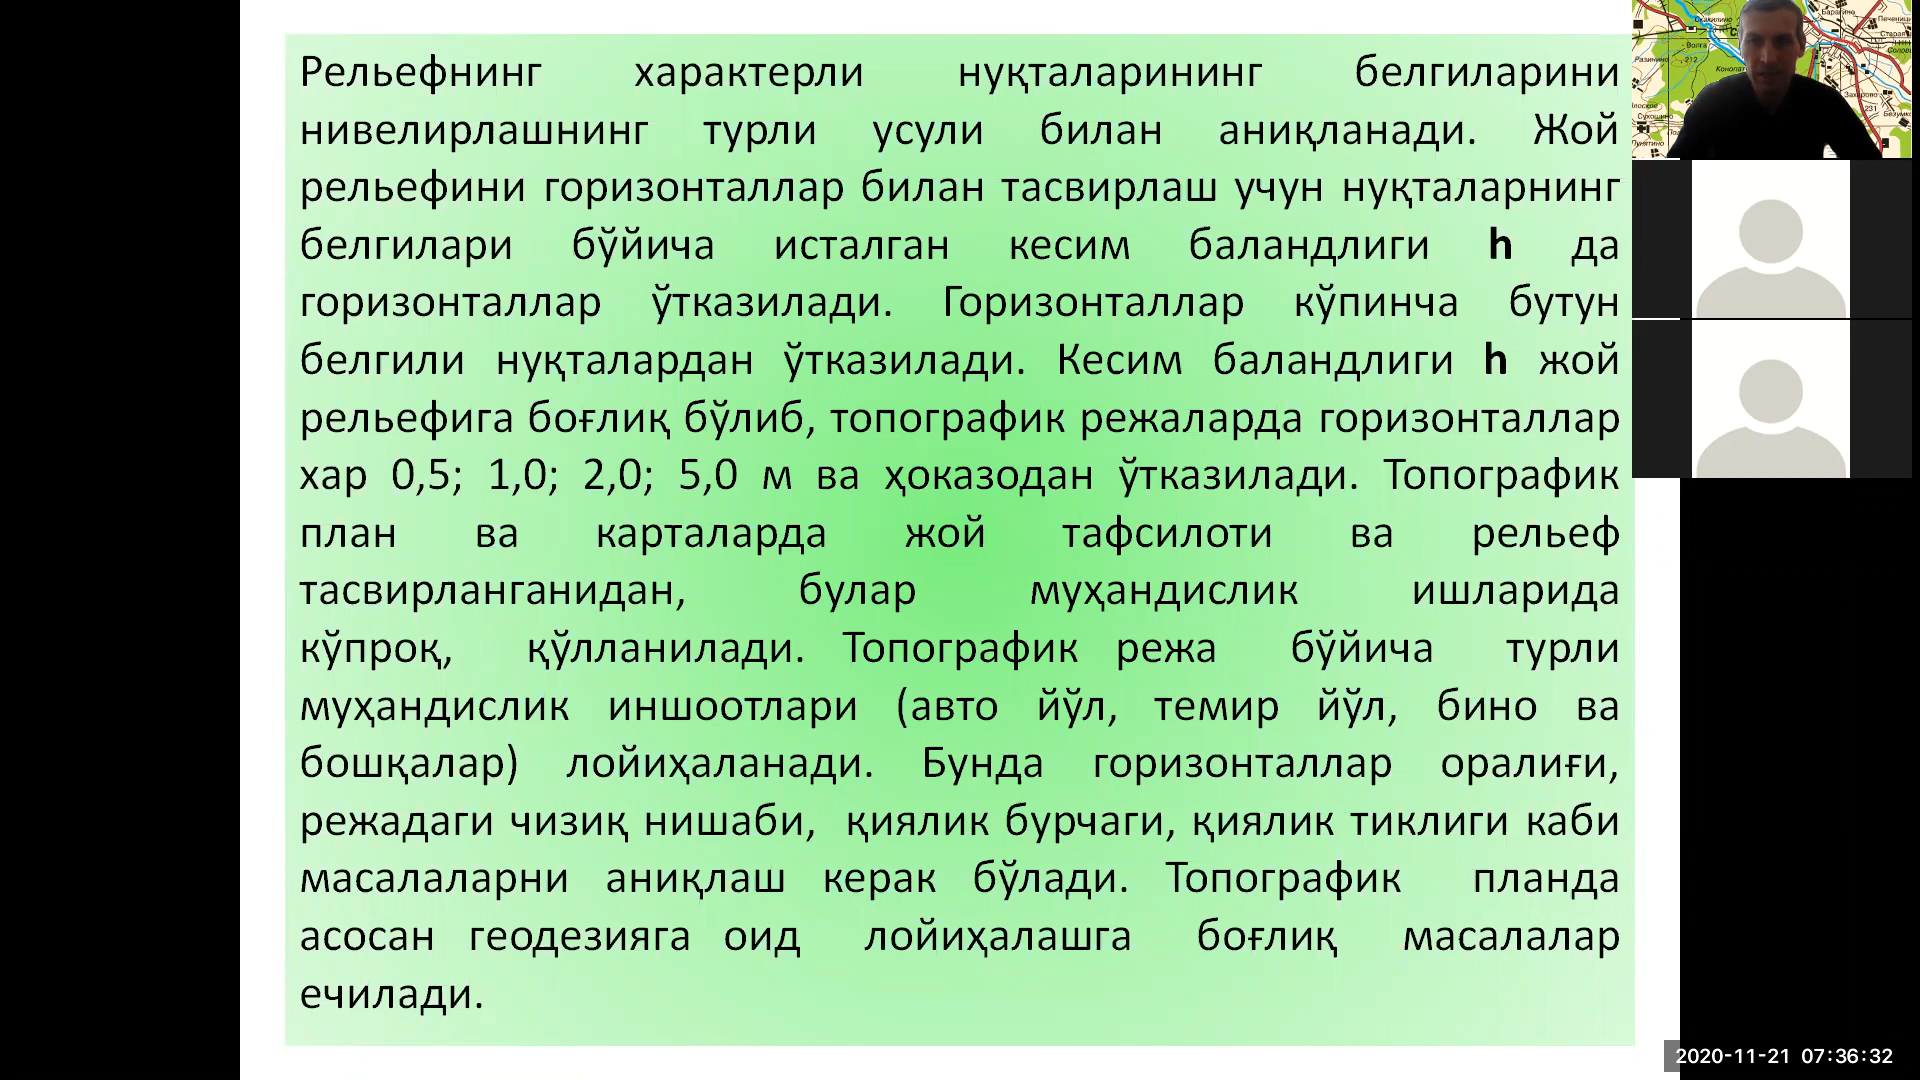 Рельефнинг характерли нуқталарининг белгиларини
нивелирлашнинг турли усули билан аниқланади. Жой
рельефини горизонталлар билан тасвирлаш учун нуқталарнинг
белгилари бўйича исталган кесим баландлиги h да
горизонталлар ўтказилади. Горизонталлар кўпинча бутун
белгили нуқталардан ўтказилади. Кесим баландлиги h жой
рельефига боғлиқ бўлиб, топографик режаларда горизонталлар
хар 0,5; 1,0; 2,0; 5,0 м ва ҳоказодан ўтказилади. Топографик
план ва карталарда жой тафсилоти ва рельеф
тасвирланганидан, булар муҳандислик ишларида
кўпроқ, қўлланилади. Топографик режа бўйича турли
муҳандислик иншоотлари (авто йўл, темир йўл, бино ва
бошқалар) лойиҳаланади. Бунда горизонталлар оралиғи,
режадаги чизиқ нишаби, қиялик бурчаги, қиялик тиклиги каби
масалаларни аниқлаш керак бўлади. Топографик планда
асосан геодезияга оид лойиҳалашга боғлиқ масалалар
ечилади.
Волга
212
231
2020-11-21 07:36:32